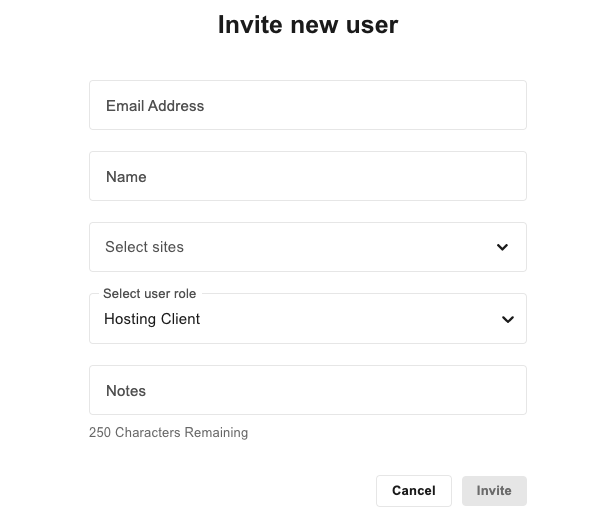 Invite new user
Email Address
Name
Select sites
Select user role
Hosting Client
Notes
250 Characters Remaining
Cancel Invite